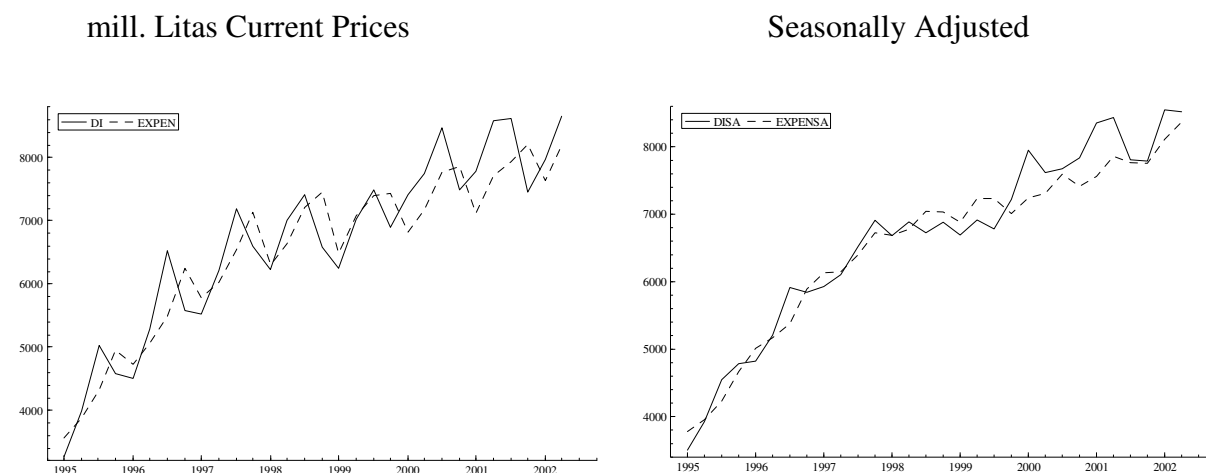 mill. Litas Current Prices
DI EXPEN
8000
7000
6000
5000
4000
1995 1996 1997 1998 1999 2000 2001 2002
Seasonally Adjusted
DISA EXPENSA
8000
7000
6000
5000
4000
1995 1996 1997 1998 1999 2000 2001 2002